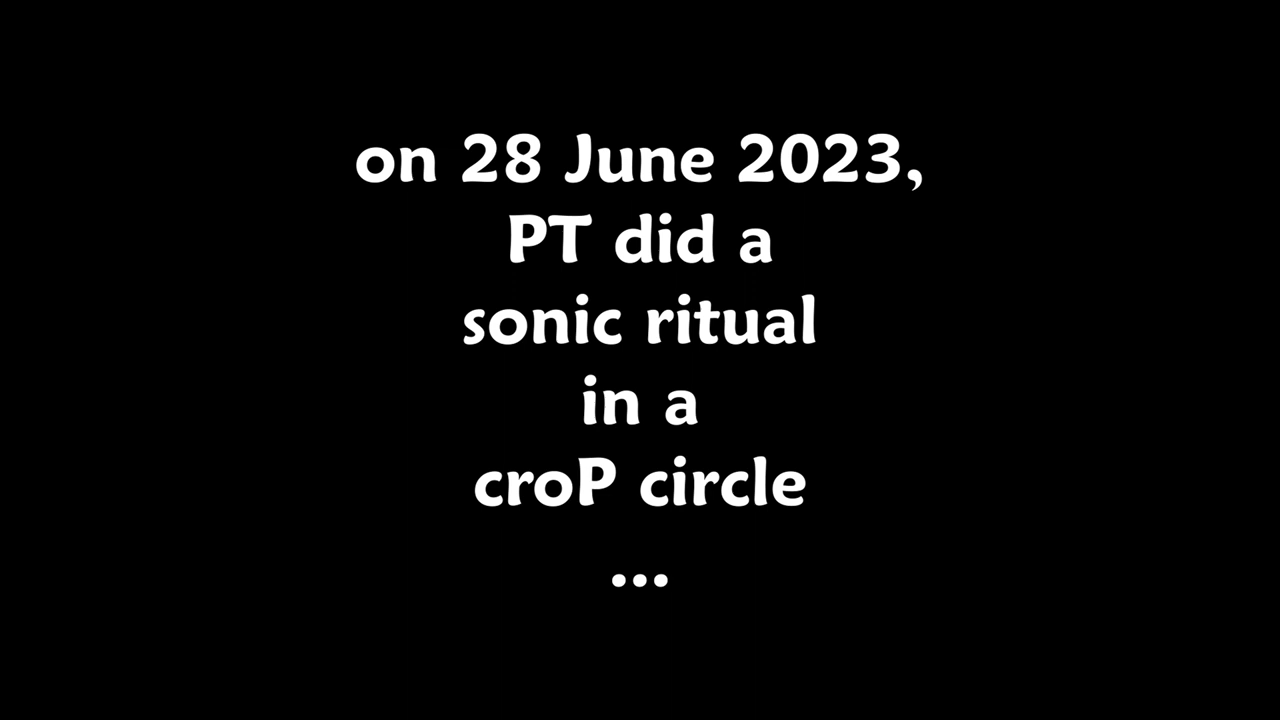 on 28 June 2023,
PT did a
sonic ritual
in a
croP circle
...